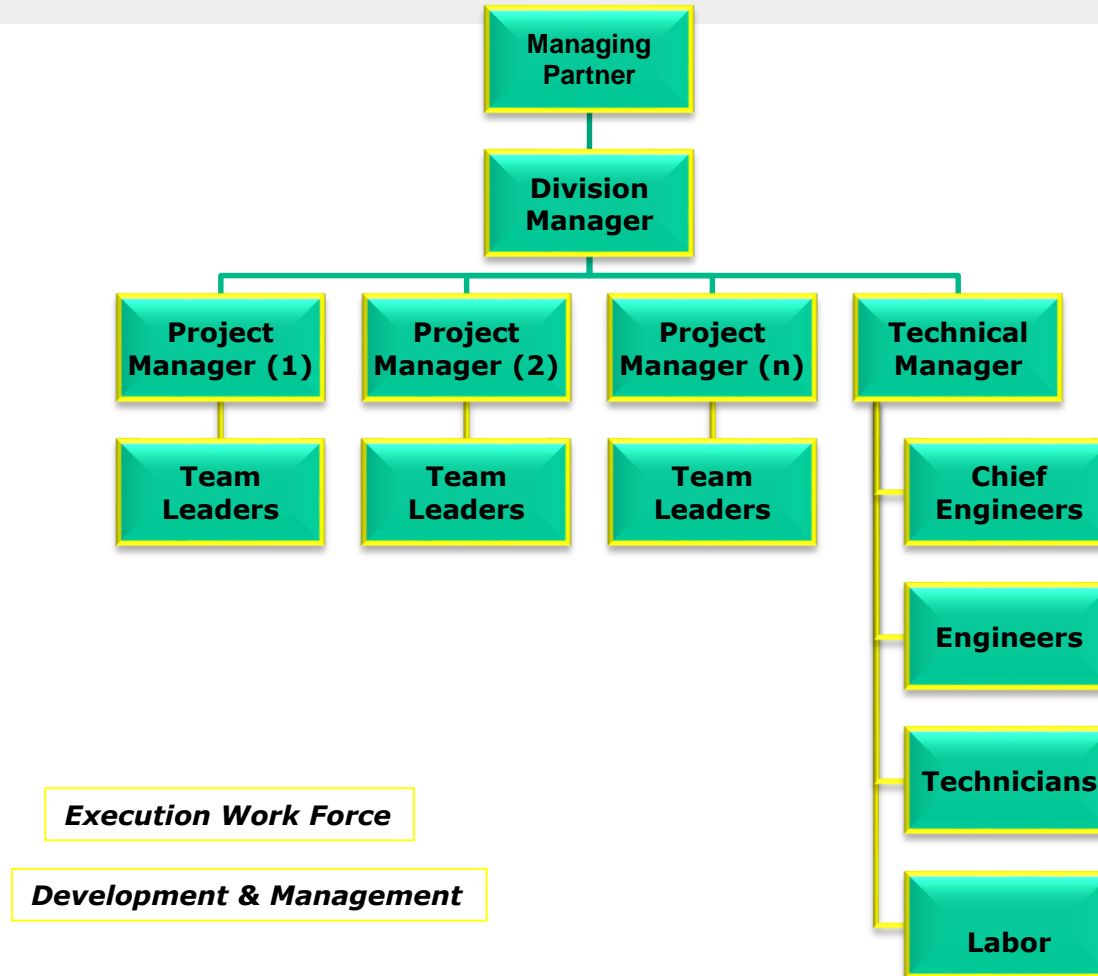 Managing
Partner
Division
Manager
Project
Manager (1)
Project
Manager (2)
Project
Manager (n)
Technical
Manager
Team
Leaders
Team
Leaders
Team
Leaders
Chief
Engineers
Engineers
Technicians
Labor
Execution Work Force
Development & Management